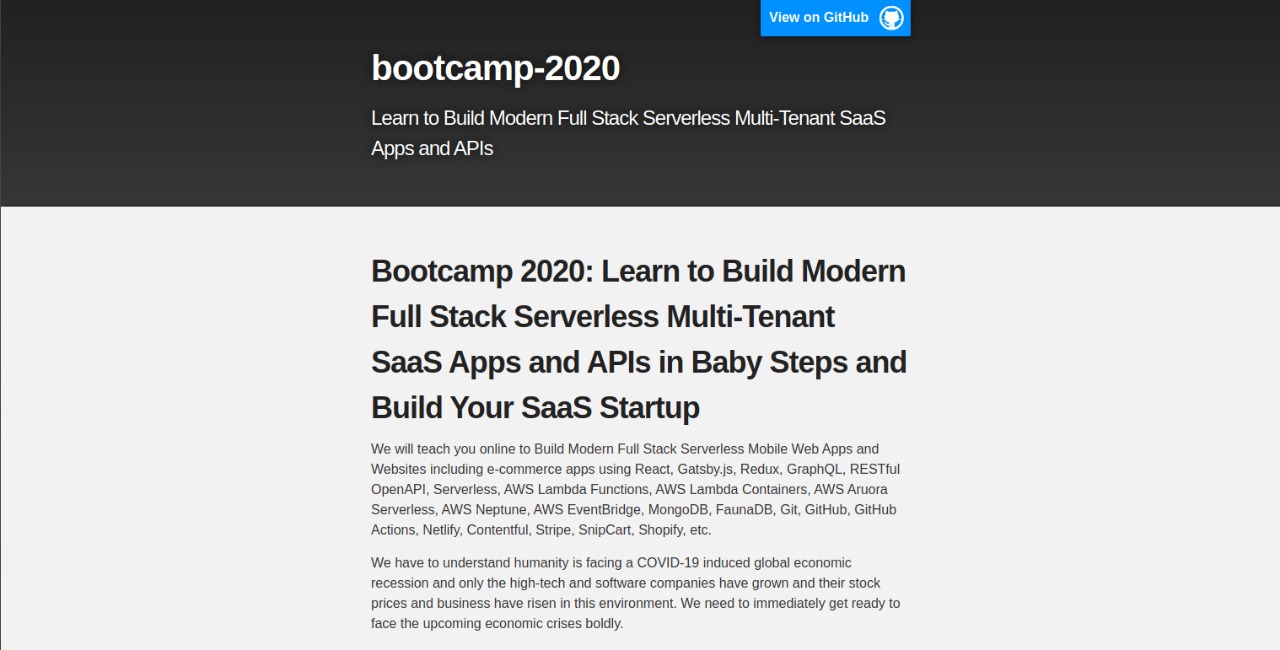 View on GitHub
bootcamp-2020
Learn to Build Modern Full Stack Serverless Multi-Tenant SaaS
Apps and APIs
Bootcamp 2020: Learn to Build Modern
Full Stack Serverless Multi-Tenant
SaaS Apps and APIs in Baby Steps and
Build Your SaaS Startup
We will teach you online to Build Modern Full Stack Serverless Mobile Web Apps and
Websites including e-commerce apps using React, Gatsby.js, Redux, GraphQL, RESTful
OpenAPI, Serverless, AWS Lambda Functions, AWS Lambda Containers, AWS Aruora
Serverless, AWS Neptune, AWS EventBridge, MongoDB, FaunaDB, Git, GitHub, GitHub
Actions, Netlify, Contentful, Stripe, SnipCart, Shopify, etc.
We have to understand humanity is facing a COVID-19 induced global economic
recession and only the high-tech and software companies have grown and their stock
prices and business have risen in this environment. We need to immediately get ready to
face the upcoming economic crises boldly.